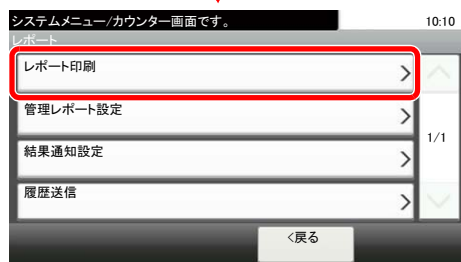 システムメニュー/カウンター画面です。
10:10
レポート
レポート印刷
管理レポート設定
1/1
結果通知設定
履歴送信
<戻る